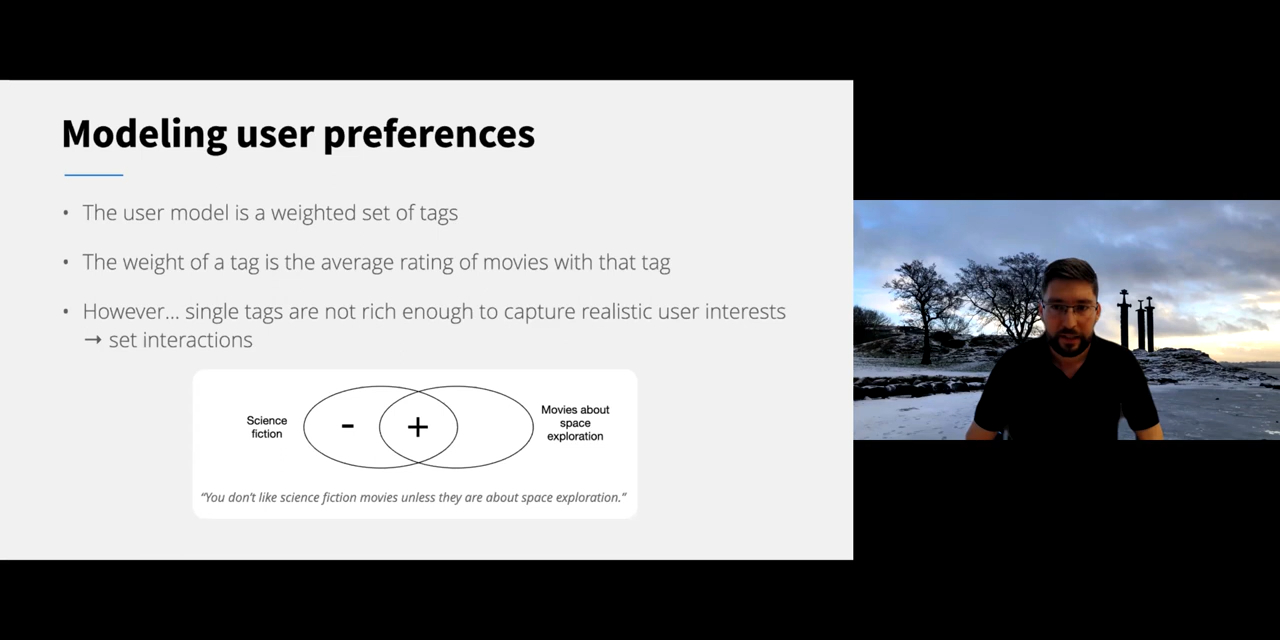 Modeling user preferences
• The user model is a weighted set of tags
• The weight of a tag is the average rating of movies with that tag
• However... single tags are not rich enough to capture realistic user interests
→ set interactions
Science
fiction
-
+
Movies about
space
exploration
“You don’t like science fiction movies unless they are about space exploration.”